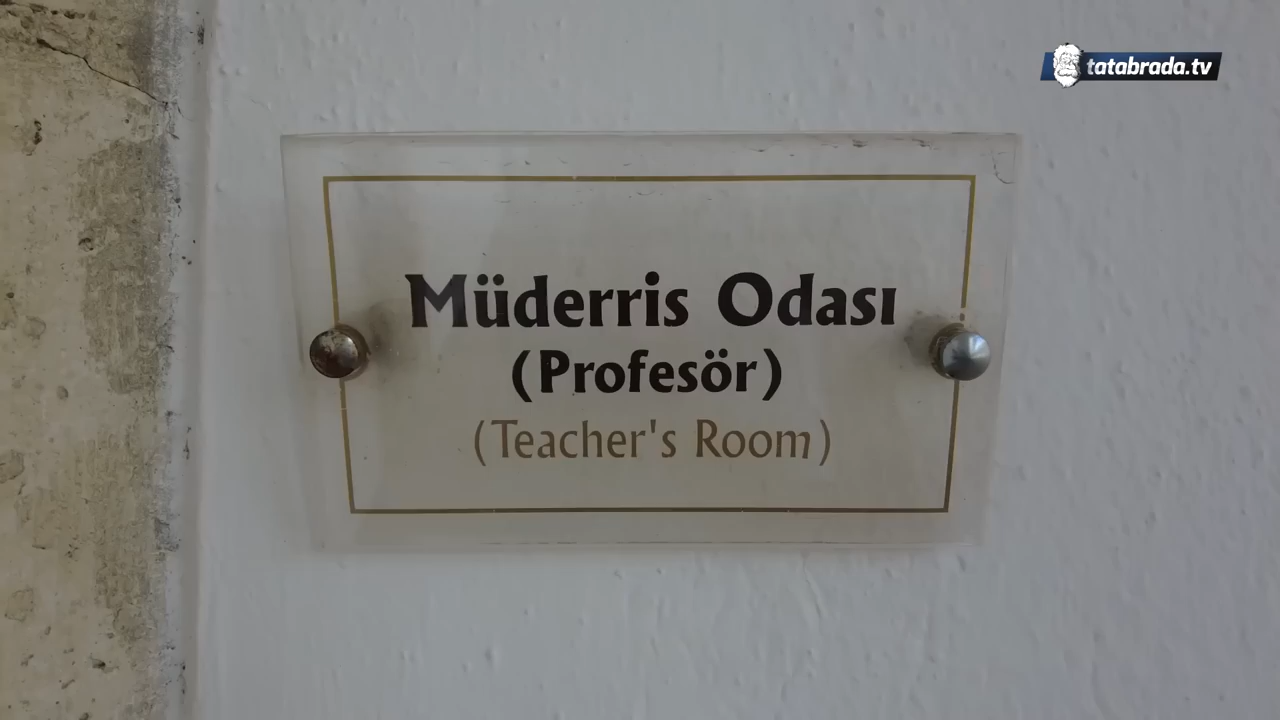 tatabrada.tv
Müderris Odası
(Profesör)
(Teacher's Room)